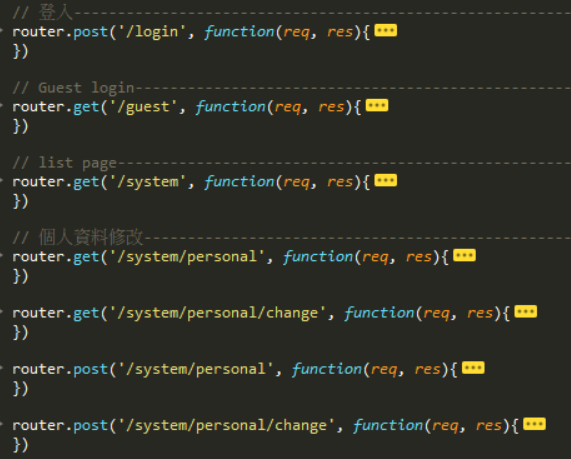 // 登入--------------------------------------------------
router.post('/login', function(req, res){
})
// Guest login--------------------------------------------------
router.get('/guest', function(req, res){
})
// list page--------------------------------------------------
router.get('/system', function(req, res){
})
// 個人資料修改--------------------------------------------------
router.get('/system/personal', function(req, res){
})
router.get('/system/personal/change', function(req, res){
})
router.post('/system/personal', function(req, res){
})
router.post('/system/personal/change', function(req, res){
})